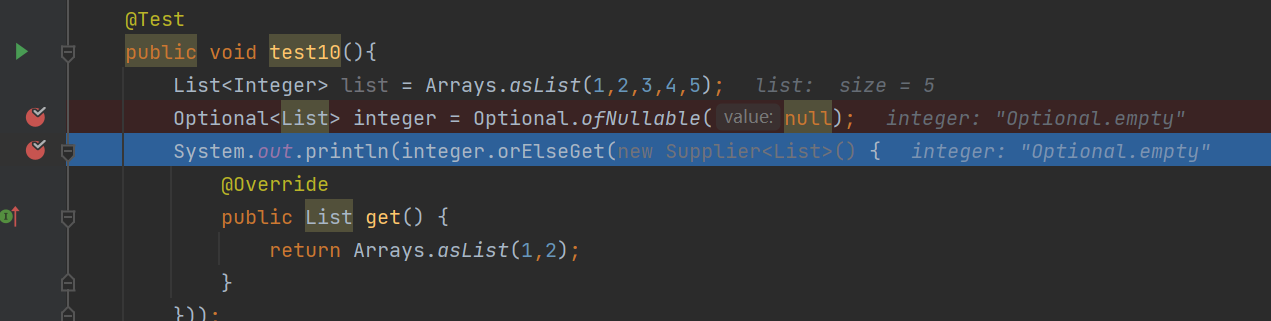 @Test
public void test10(){
List<Integer> list = Arrays.asList(1,2,3,4,5); list: size = 5
Optional<List> integer = Optional.ofNullable( value: null); integer: "Optional.empty"
System.out.println(integer.orElseGet(new Supplier<List>() { integer: "Optional.empty"
@Override
public List get() {
return Arrays.asList(1,2);
}
}));